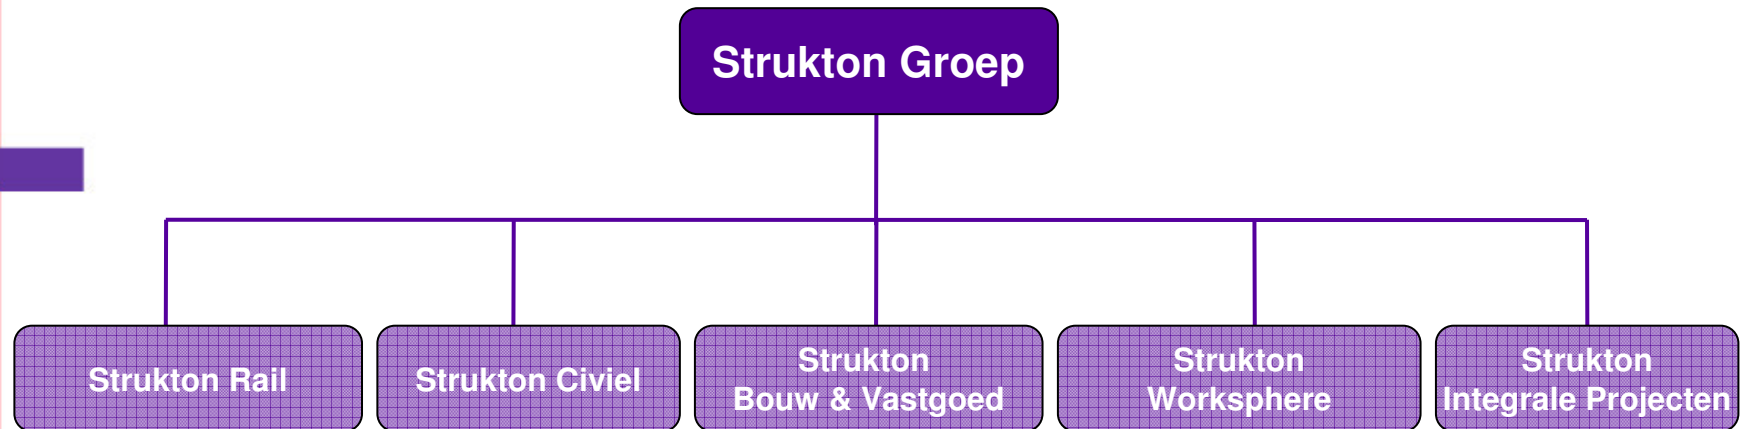 Strukton Groep
Strukton Rail
Strukton Civiel
Strukton
Bouw & Vastgoed
Strukton
Worksphere
Strukton
Integrale Projecten